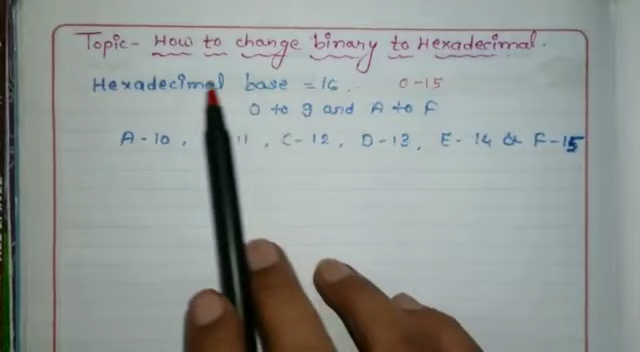 Topic- How to change binary to Hexadecimal.
Hexadecimal base = 16. 0-15
0 to 9 and A to F
A-10, 11, C-12, D-13, E-14 & F-15